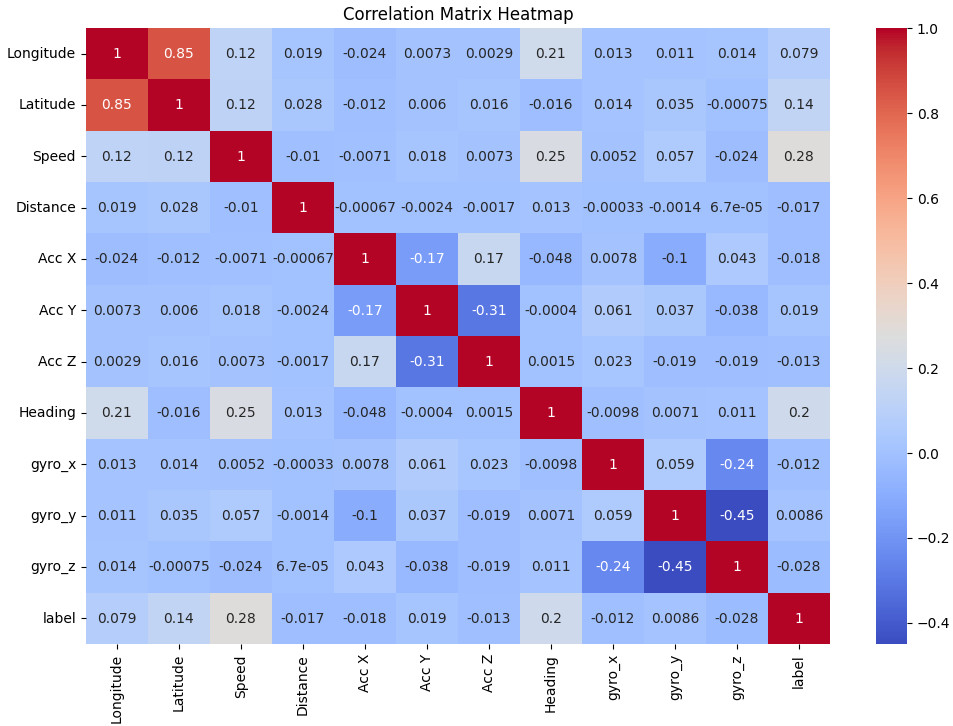 Correlation Matrix Heatmap
Longitude 1 0.85 0.12 0.019 -0.024 0.0073 0.0029 0.21 0.013 0.011 0.014 0.079
Latitude 0.85 1 0.12 0.028 -0.012 0.006 0.016 -0.016 0.014 0.035 -0.00075 0.14
Speed 0.12 0.12 1 -0.01 -0.0071 0.018 0.0073 0.25 0.0052 0.057 -0.024 0.28
Distance 0.019 0.028 -0.01 1 -0.00067 -0.0024 -0.0017 0.013 -0.00033 -0.0014 6.7e-05 -0.017
Acc X -0.024 -0.012 -0.0071 -0.00067 1 -0.17 0.17 -0.048 0.0078 -0.1 0.043 -0.018
Acc Y 0.0073 0.006 0.018 -0.0024 -0.17 1 -0.31 -0.0004 0.061 0.037 -0.038 0.019
Acc Z 0.0029 0.016 0.0073 -0.0017 0.17 -0.31 1 0.0015 0.023 -0.019 -0.019 -0.013
Heading 0.21 -0.016 0.25 0.013 -0.048 -0.0004 0.0015 1 -0.0098 0.0071 0.011 0.2
gyro_x 0.013 0.014 0.0052 -0.00033 0.0078 0.061 0.023 -0.0098 1 0.059 -0.24 -0.012
gyro_y 0.011 0.035 0.057 -0.0014 -0.1 0.037 -0.019 0.0071 0.059 1 -0.45 0.0086
gyro_z 0.014 -0.00075 -0.024 6.7e-05 0.043 -0.038 -0.019 0.011 -0.24 -0.45 1 -0.028
label 0.079 0.14 0.28 -0.017 -0.018 0.019 -0.013 0.2 -0.012 0.0086 -0.028 1
Longitude Latitude Speed Distance Acc X Acc Y Acc Z Heading gyro_x gyro_y gyro_z label
1.0
0.8
0.6
0.4
0.2
0.0
−0.2
−0.4